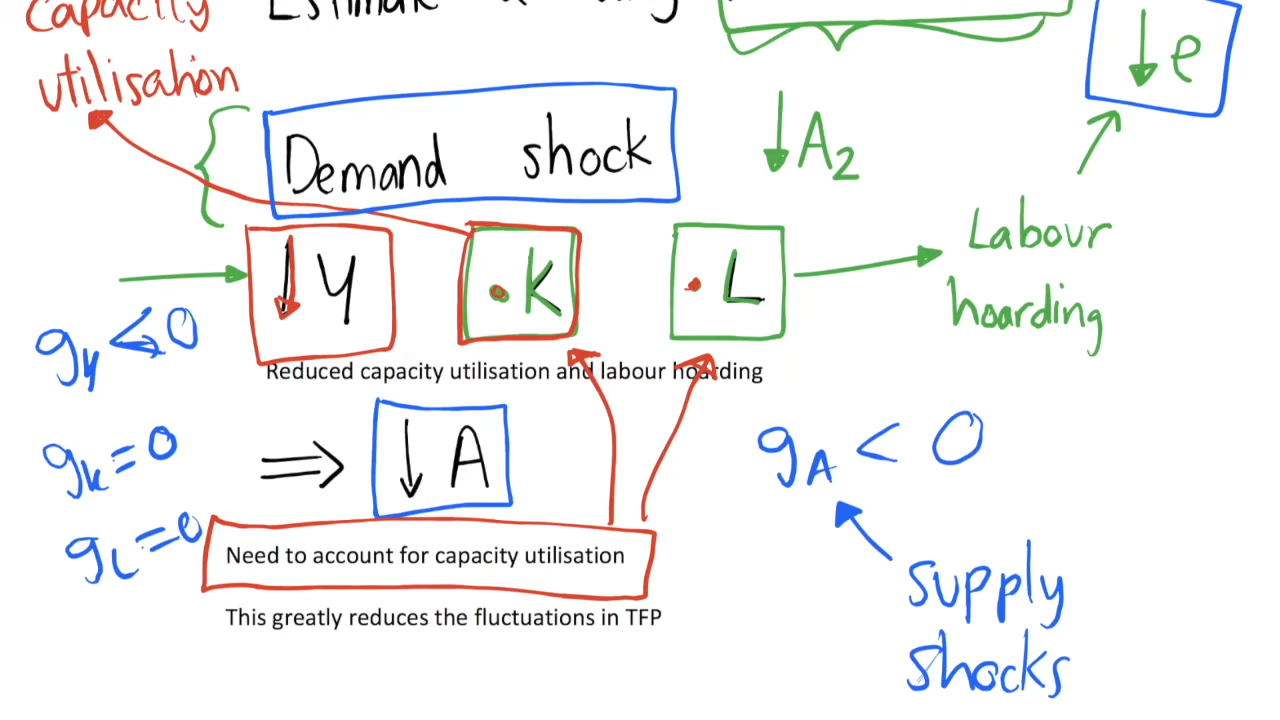 Capacity
utilisation
Estimate
↓ e
Demand shock
↓ A₂
↓ Y
• K
• L
Labour
hoarding
gy < 0
Reduced capacity utilisation and labour hoarding
gk = 0
⇒ ↓ A
gA < 0
gL = 0
Need to account for capacity utilisation
This greatly reduces the fluctuations in TFP
supply
shocks